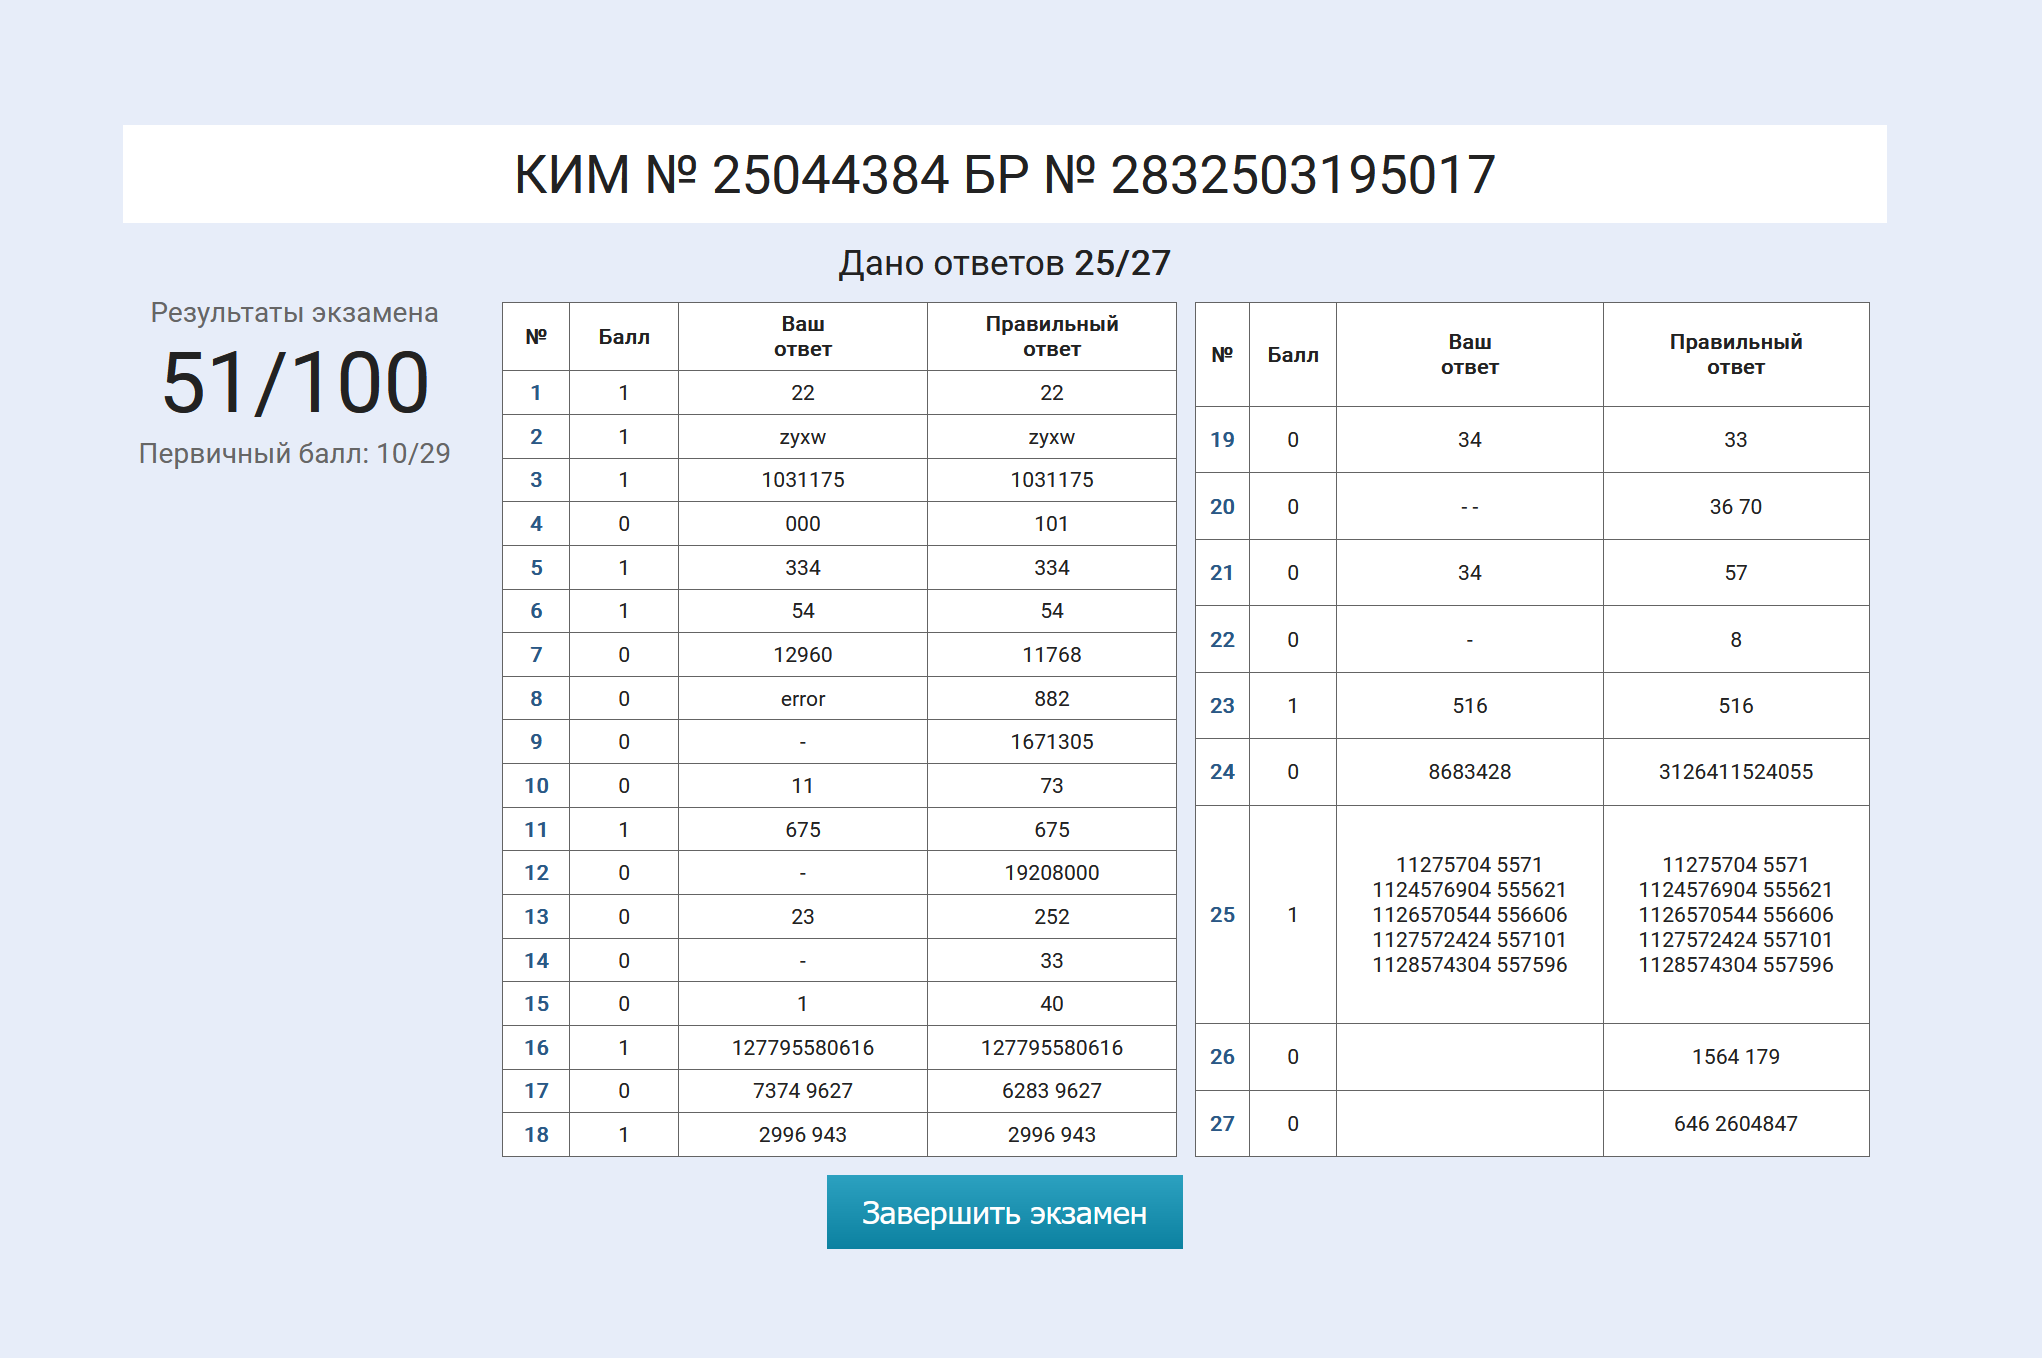 КИМ № 25044384 БР № 2832503195017
Дано ответов 25/27
Результаты экзамена
51/100
Первичный балл: 10/29
№ Балл Ваш ответ Правильный ответ
1 1 22 22
2 1 zyxw zyxw
3 1 1031175 1031175
4 0 000 101
5 1 334 334
6 1 54 54
7 0 12960 11768
8 0 error 882
9 0 - 1671305
10 0 11 73
11 1 675 675
12 0 - 19208000
13 0 23 252
14 0 - 33
15 0 1 40
16 1 127795580616 127795580616
17 0 7374 9627 6283 9627
18 1 2996 943 2996 943
№ Балл Ваш ответ Правильный ответ
19 0 34 33
20 0 - - 36 70
21 0 34 57
22 0 - 8
23 1 516 516
24 0 8683428 3126411524055
25 1
11275704 5571 11275704 5571
1124576904 555621 1124576904 555621
1126570544 556606 1126570544 556606
1127572424 557101 1127572424 557101
1128574304 557596 1128574304 557596
26 0 1564 179
27 0 646 2604847
Завершить экзамен